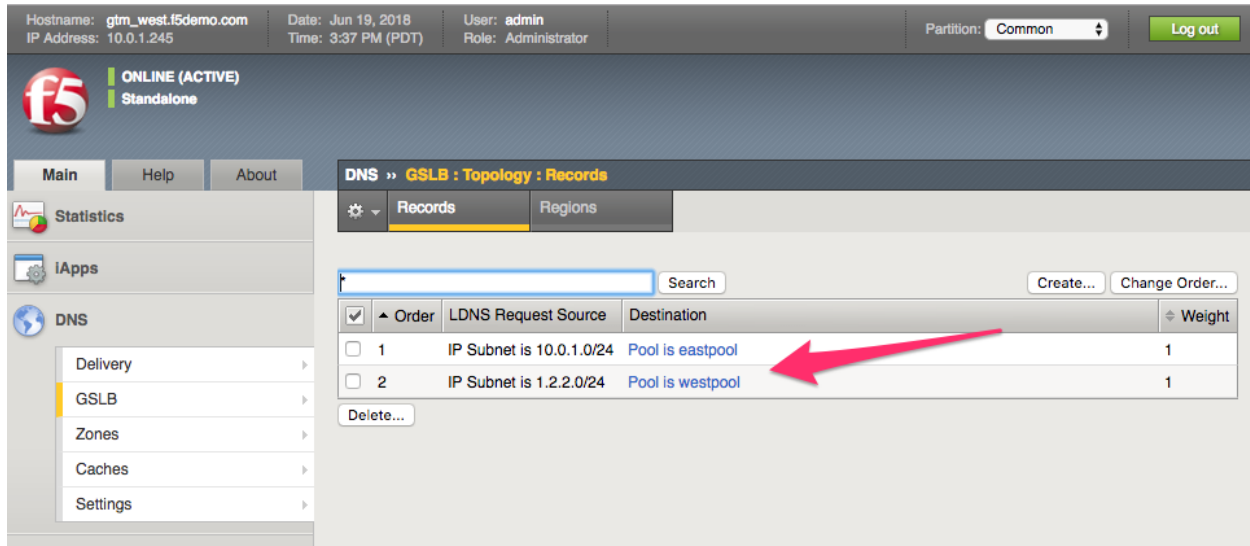 Hostname: gtm_west.f5demo.com Date: Jun 19, 2018 User: admin
IP Address: 10.0.1.245 Time: 3:37 PM (PDT) Role: Administrator
Partition: Common Log out
f5
ONLINE (ACTIVE)
Standalone
Main Help About
DNS ›› GSLB : Topology : Records
Records Regions
Statistics
iApps
DNS
Delivery
GSLB
Zones
Caches
Settings
* Search Create... Change Order...
Order LDNS Request Source Destination Weight
1 IP Subnet is 10.0.1.0/24 Pool is eastpool 1
2 IP Subnet is 1.2.2.0/24 Pool is westpool 1
Delete...